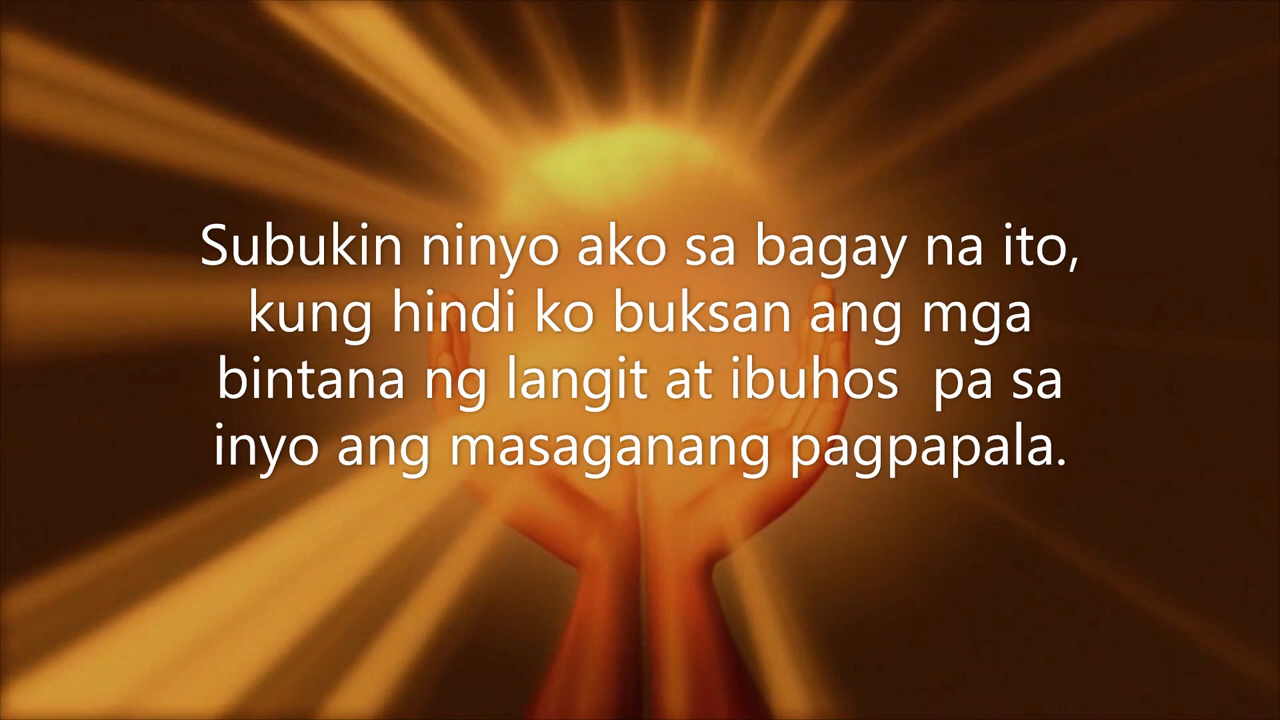 Subukin ninyo ako sa bagay na ito,
kung hindi ko buksan ang mga
bintana ng langit at ibuhos  pa sa
inyo ang masaganang pagpapala.